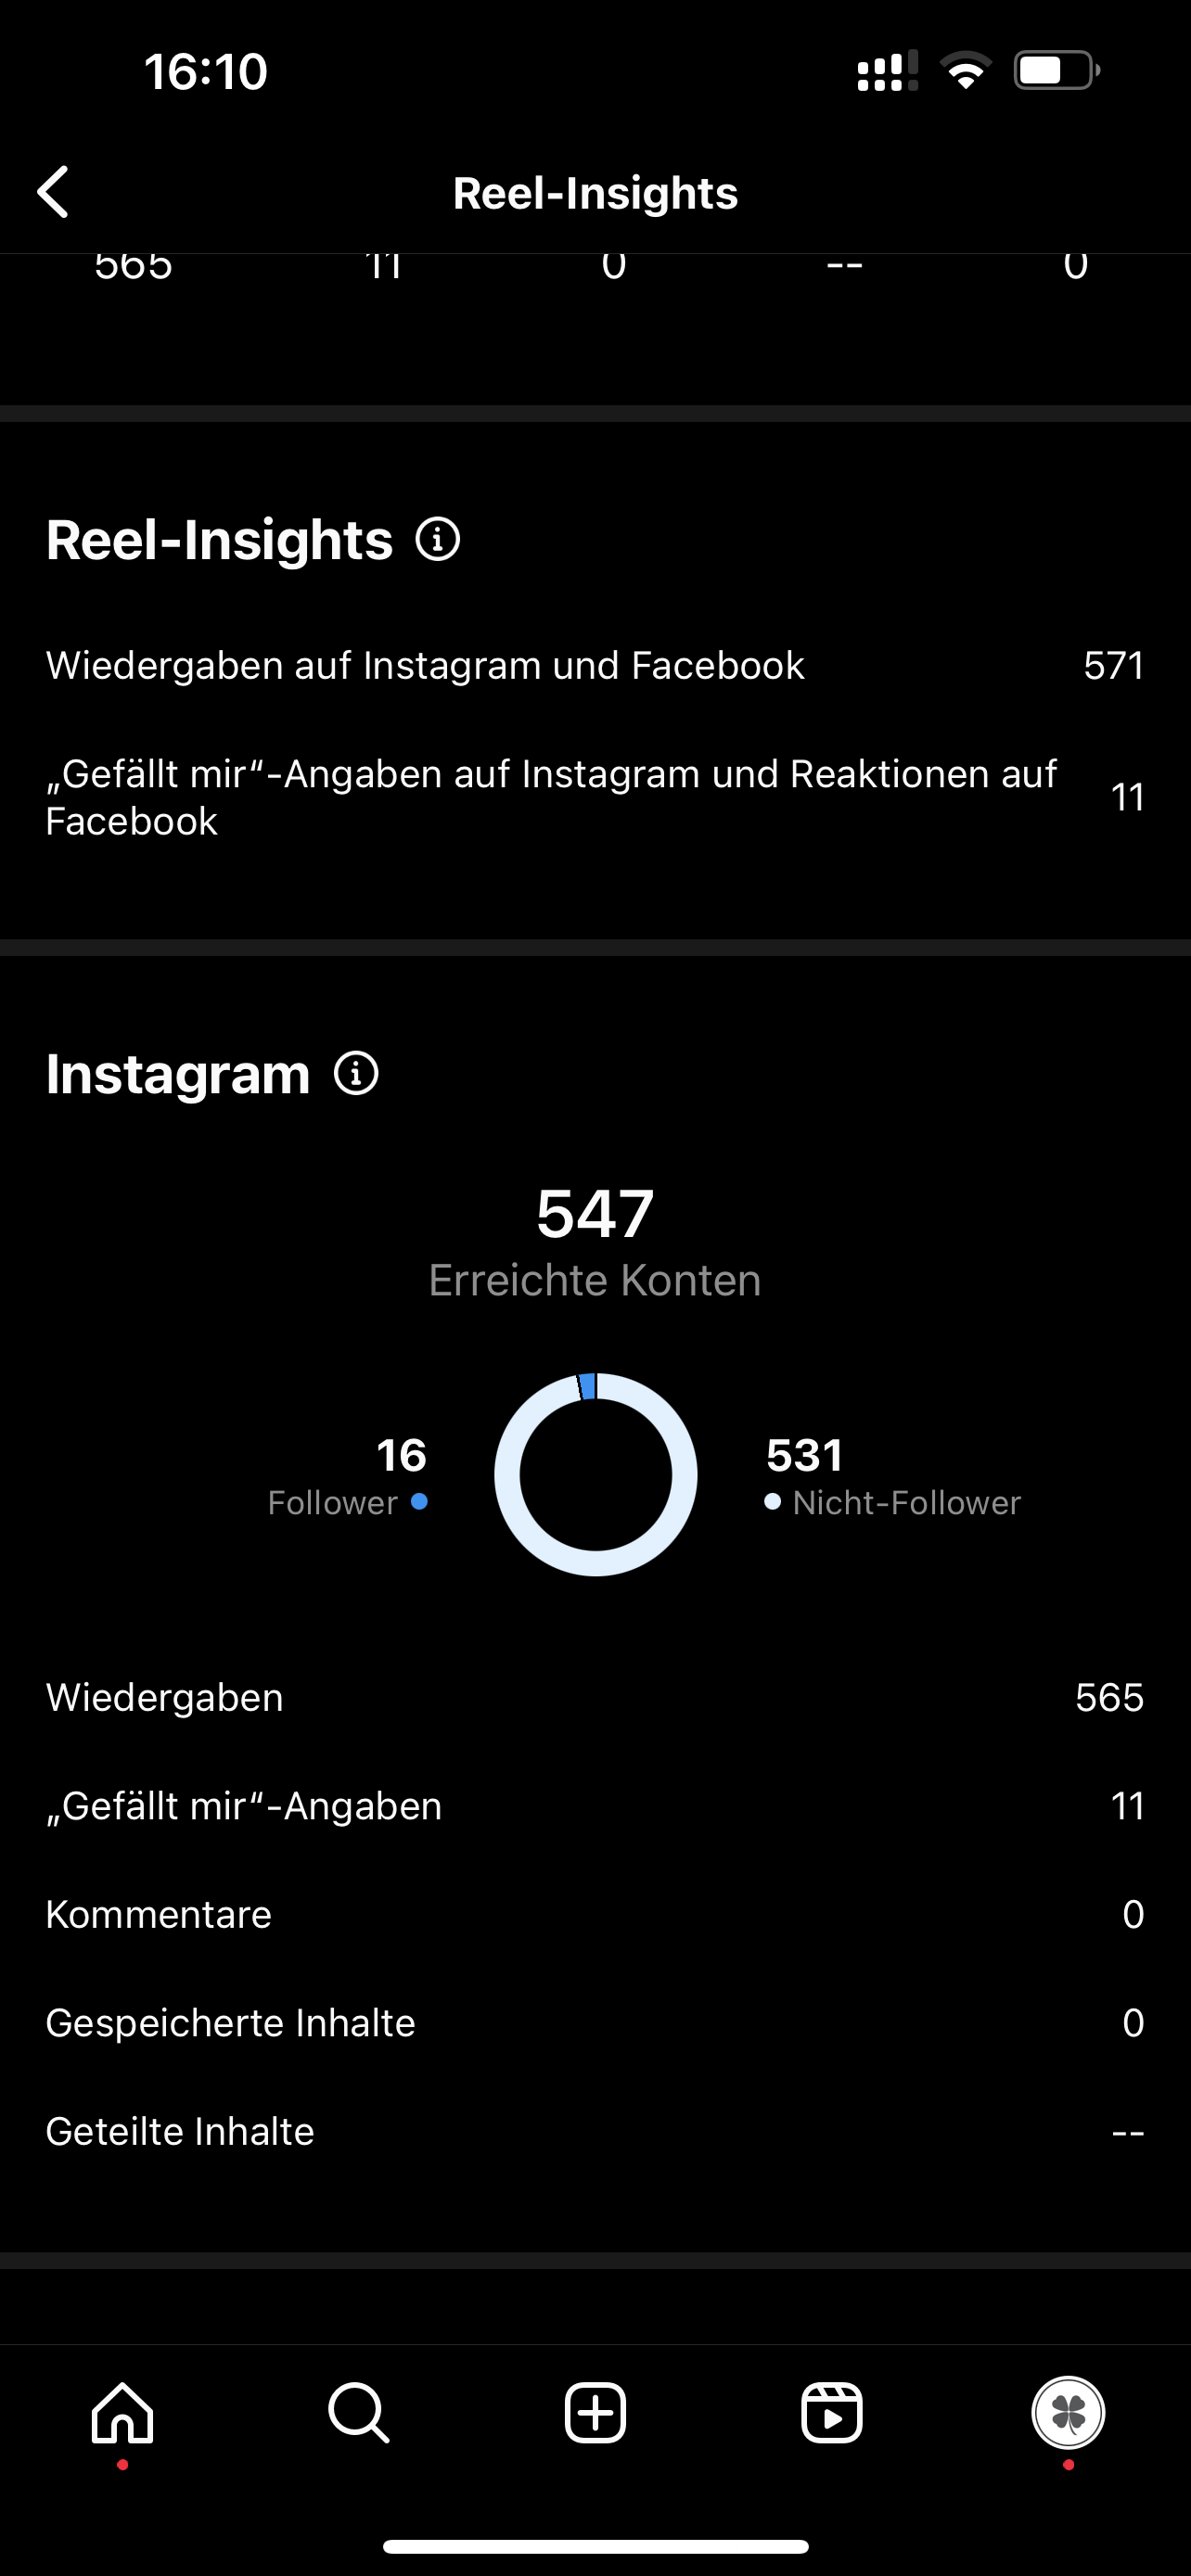 16:10
Reel-Insights
565 11 0 -- 0
Reel-Insights
Wiedergaben auf Instagram und Facebook 571
„Gefällt mir“-Angaben auf Instagram und Reaktionen auf
Facebook 11
Instagram
547
Erreichte Konten
16 531
Follower Nicht-Follower
Wiedergaben 565
„Gefällt mir“-Angaben 11
Kommentare 0
Gespeicherte Inhalte 0
Geteilte Inhalte --